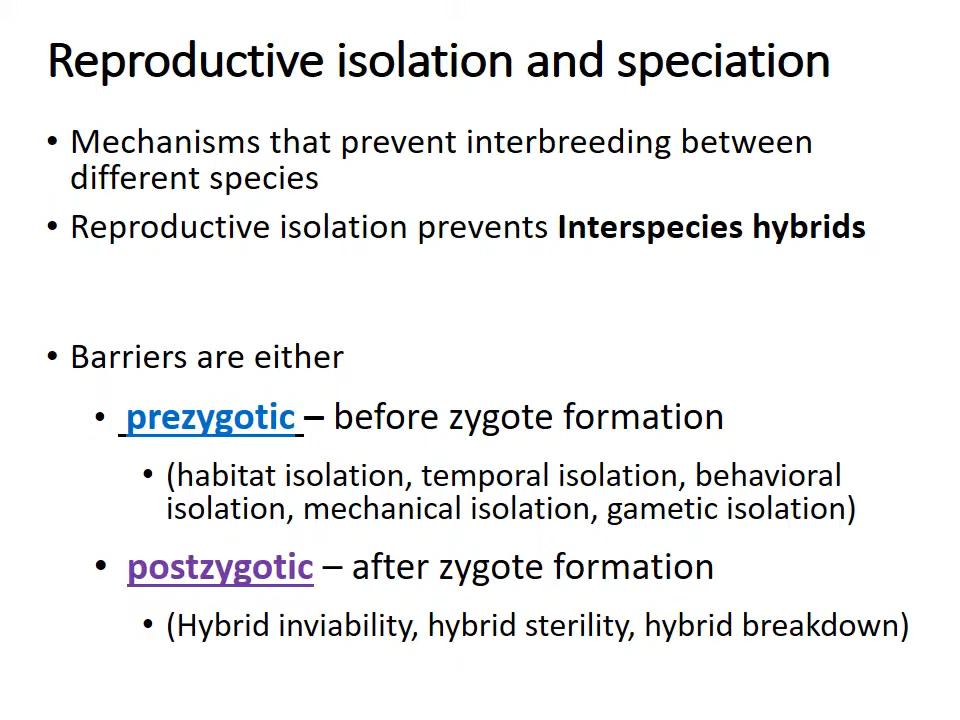 Reproductive isolation and speciation
• Mechanisms that prevent interbreeding between
different species
• Reproductive isolation prevents Interspecies hybrids
• Barriers are either
• prezygotic – before zygote formation
• (habitat isolation, temporal isolation, behavioral
isolation, mechanical isolation, gametic isolation)
• postzygotic – after zygote formation
• (Hybrid inviability, hybrid sterility, hybrid breakdown)